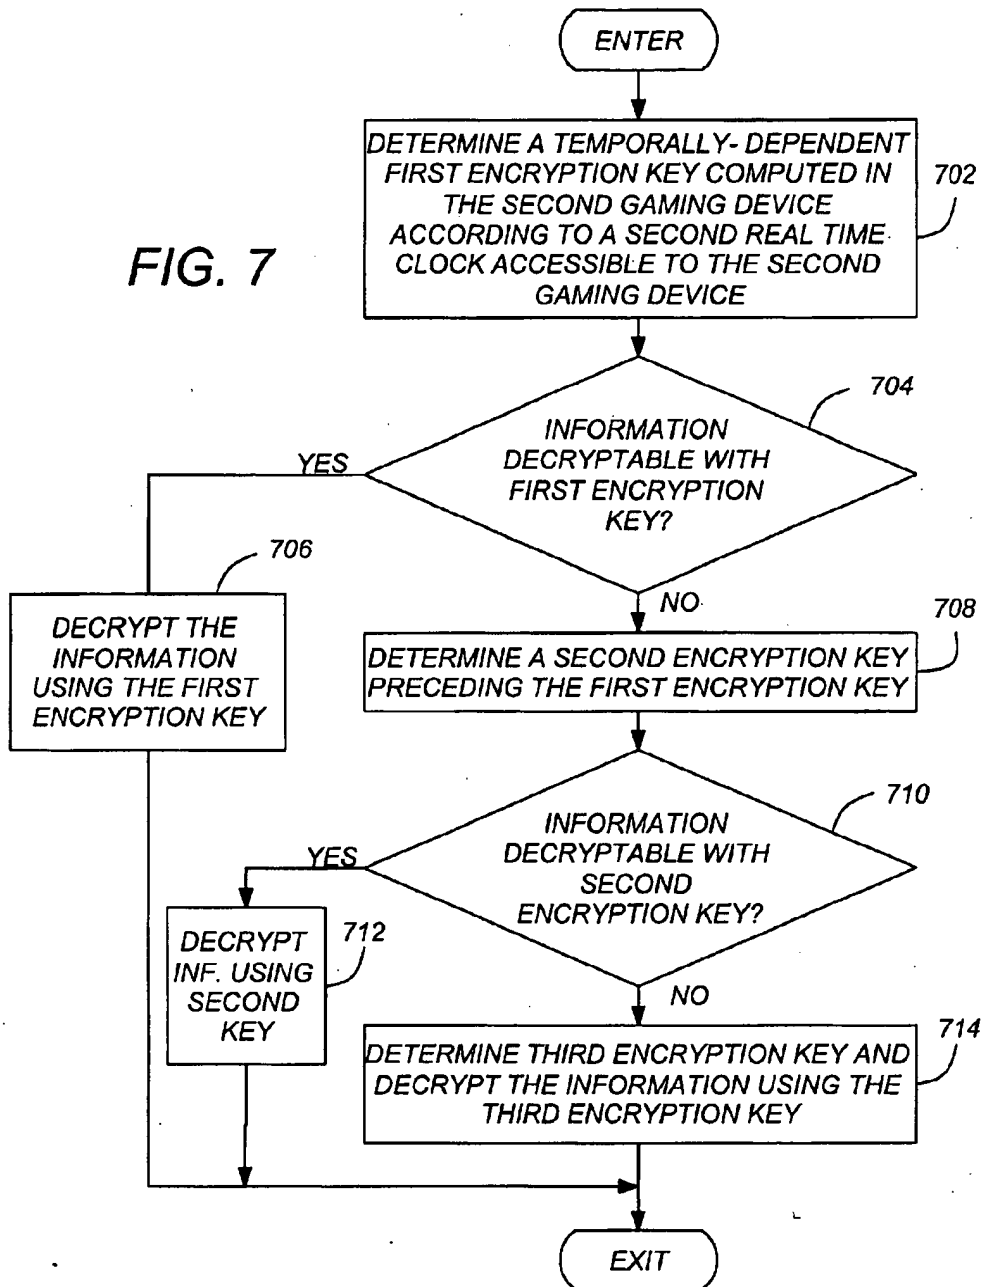 ENTER
DETERMINE A TEMPORALLY- DEPENDENT
FIRST ENCRYPTION KEY COMPUTED IN
THE SECOND GAMING DEVICE
ACCORDING TO A SECOND REAL TIME
CLOCK ACCESSIBLE TO THE SECOND
GAMING DEVICE
702
FIG. 7
704
INFORMATION
DECRYPTABLE WITH
FIRST ENCRYPTION
KEY?
YES
706
NO
DECRYPT THE
INFORMATION
USING THE FIRST
ENCRYPTION KEY
708
DETERMINE A SECOND ENCRYPTION KEY
PRECEDING THE FIRST ENCRYPTION KEY
710
INFORMATION
DECRYPTABLE WITH
SECOND
ENCRYPTION KEY?
YES
712
DECRYPT
INF. USING
SECOND
KEY
NO
714
DETERMINE THIRD ENCRYPTION KEY AND
DECRYPT THE INFORMATION USING THE
THIRD ENCRYPTION KEY
EXIT